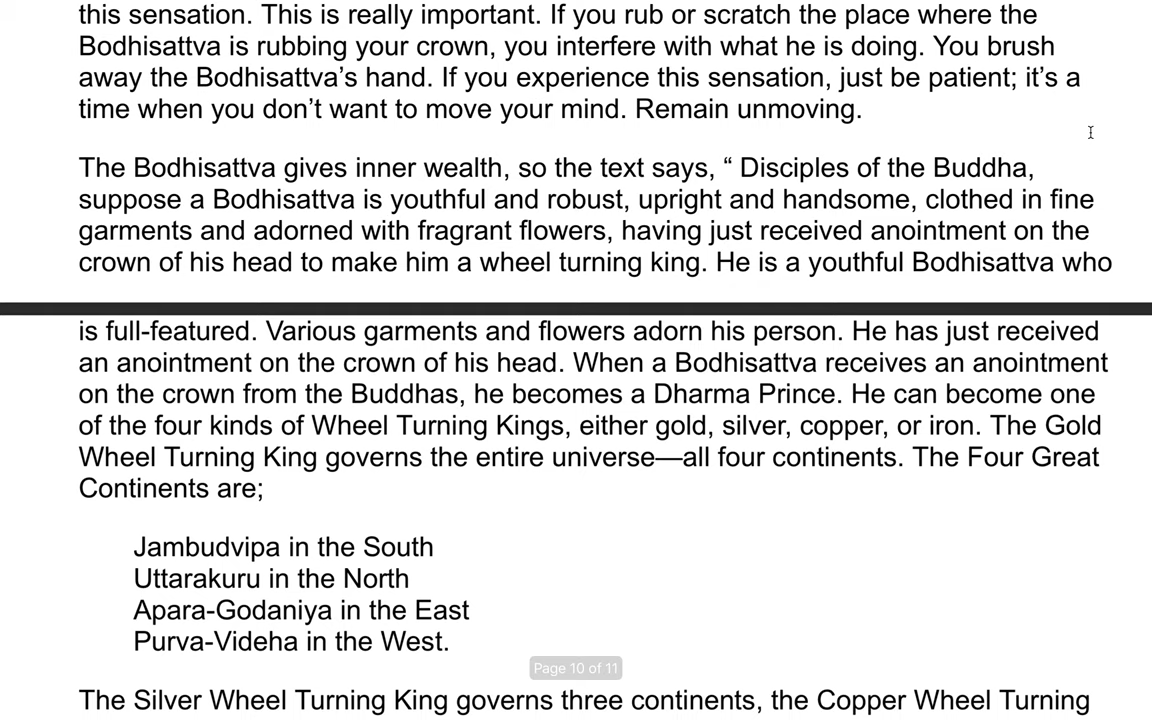 this sensation. This is really important. If you rub or scratch the place where the
Bodhisattva is rubbing your crown, you interfere with what he is doing. You brush
away the Bodhisattva’s hand. If you experience this sensation, just be patient; it’s a
time when you don’t want to move your mind. Remain unmoving.
The Bodhisattva gives inner wealth, so the text says, “ Disciples of the Buddha,
suppose a Bodhisattva is youthful and robust, upright and handsome, clothed in fine
garments and adorned with fragrant flowers, having just received anointment on the
crown of his head to make him a wheel turning king. He is a youthful Bodhisattva who
is full-featured. Various garments and flowers adorn his person. He has just received
an anointment on the crown of his head. When a Bodhisattva receives an anointment
on the crown from the Buddhas, he becomes a Dharma Prince. He can become one
of the four kinds of Wheel Turning Kings, either gold, silver, copper, or iron. The Gold
Wheel Turning King governs the entire universe—all four continents. The Four Great
Continents are;
Jambudvipa in the South
Uttarakuru in the North
Apara-Godaniya in the East
Purva-Videha in the West.
Page 10 of 11
The Silver Wheel Turning King governs three continents, the Copper Wheel Turning